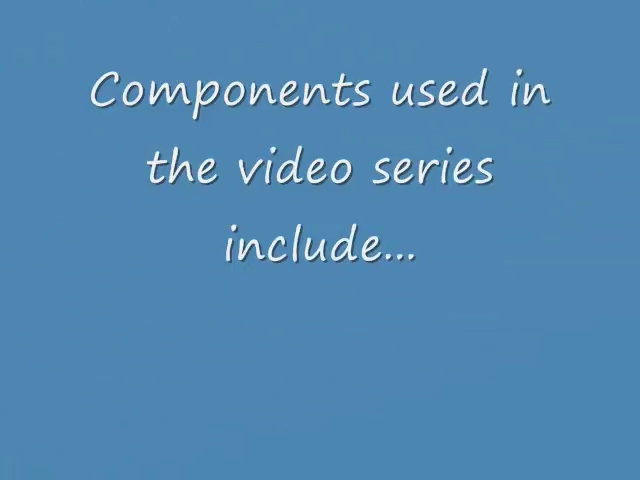 Components used in
the video series
include...